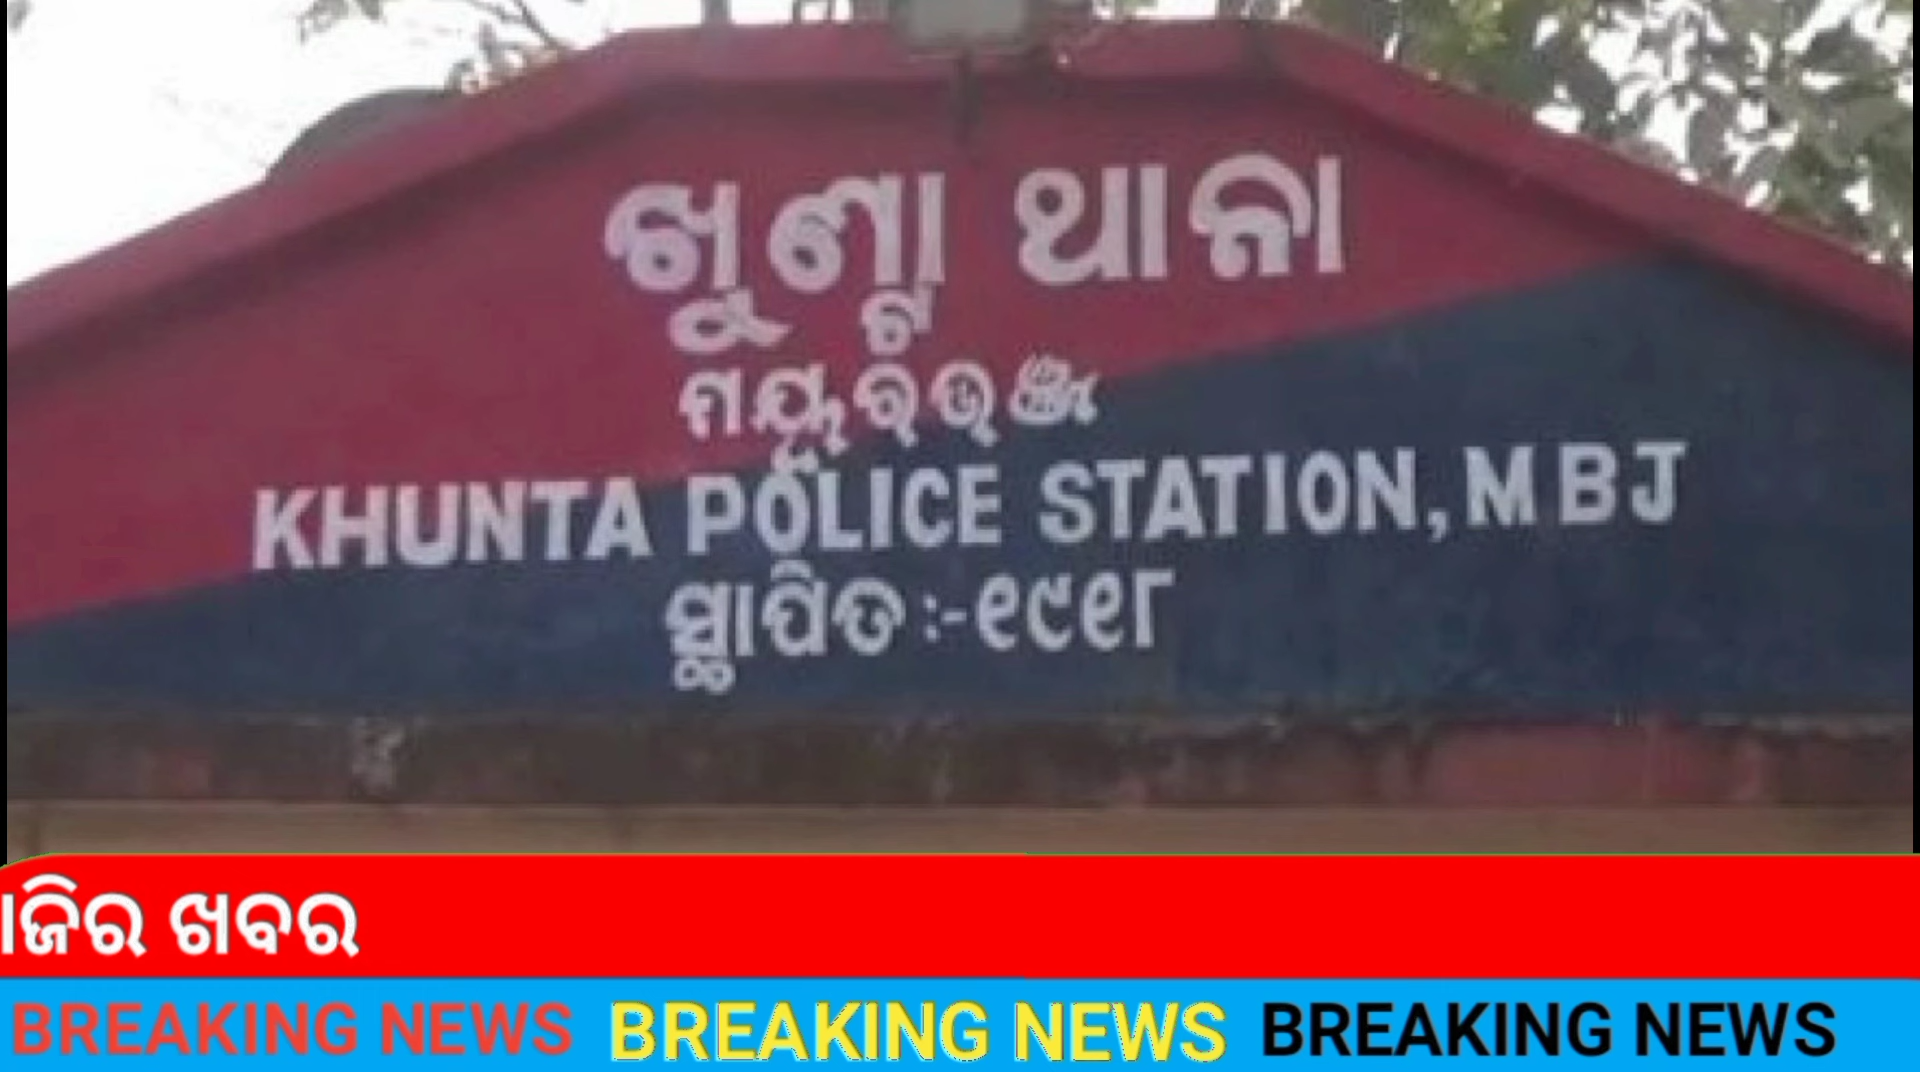 ଖୁଣ୍ଟା ଥାନା
ମୟୂରଭଞ୍ଜ
KHUNTA POLICE STATION, MBJ
ସ୍ଥାପିତ :-୧୯୧୮
ାଜିର ଖବର
BREAKING NEWS BREAKING NEWS BREAKING NEWS